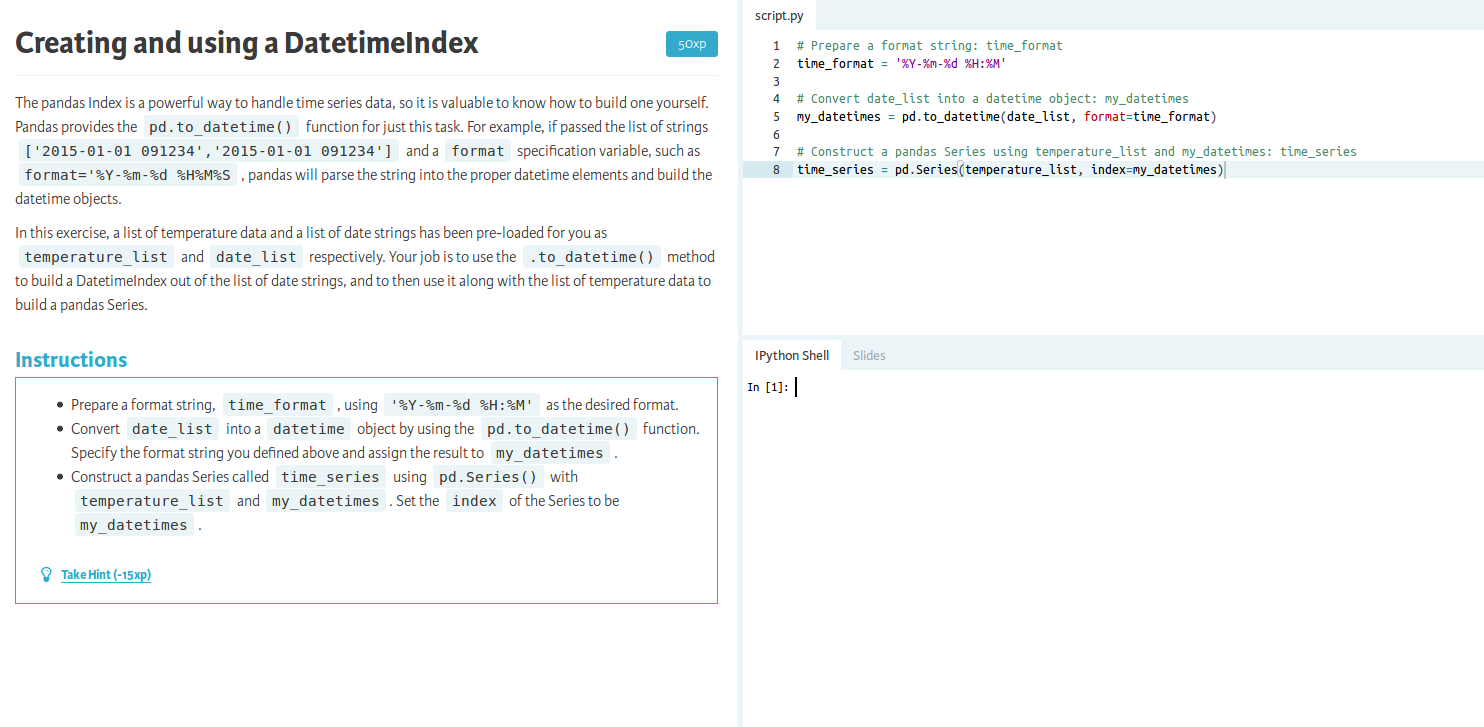 Creating and using a DatetimeIndex
50xp
The pandas Index is a powerful way to handle time series data, so it is valuable to know how to build one yourself.
Pandas provides the pd.to_datetime() function for just this task. For example, if passed the list of strings
['2015-01-01 091234','2015-01-01 091234'] and a format specification variable, such as
format='%Y-%m-%d %H%M%S , pandas will parse the string into the proper datetime elements and build the
datetime objects.
In this exercise, a list of temperature data and a list of date strings has been pre-loaded for you as
temperature_list and date_list respectively. Your job is to use the .to_datetime() method
to build a DatetimeIndex out of the list of date strings, and to then use it along with the list of temperature data to
build a pandas Series.
Instructions
• Prepare a format string, time_format , using '%Y-%m-%d %H:%M' as the desired format.
• Convert date_list into a datetime object by using the pd.to_datetime() function.
Specify the format string you defined above and assign the result to my_datetimes .
• Construct a pandas Series called time_series using pd.Series() with
temperature_list and my_datetimes . Set the index of the Series to be
my_datetimes .
Take Hint (-15xp)
script.py
1 # Prepare a format string: time_format
2 time_format = '%Y-%m-%d %H:%M'
3
4 # Convert date_list into a datetime object: my_datetimes
5 my_datetimes = pd.to_datetime(date_list, format=time_format)
6
7 # Construct a pandas Series using temperature_list and my_datetimes: time_series
8 time_series = pd.Series(temperature_list, index=my_datetimes)
IPython Shell Slides
In [1]: